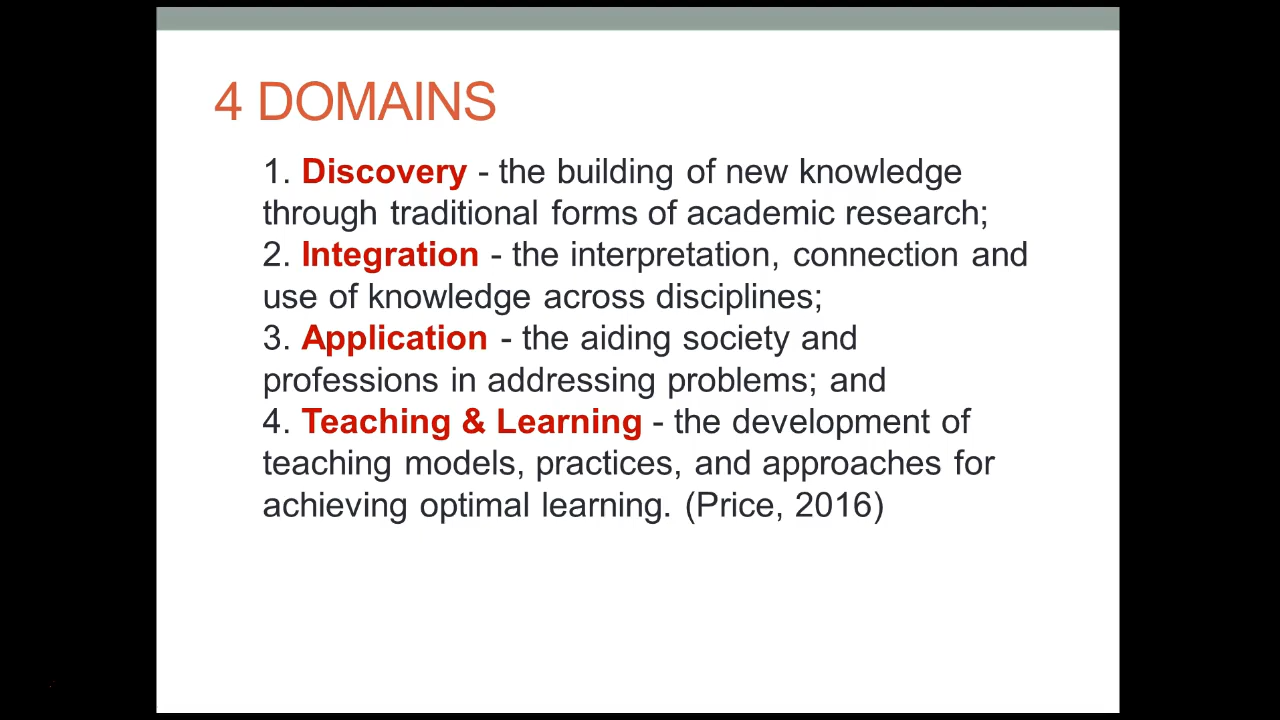 4 DOMAINS
1. Discovery - the building of new knowledge
through traditional forms of academic research;
2. Integration - the interpretation, connection and
use of knowledge across disciplines;
3. Application - the aiding society and
professions in addressing problems; and
4. Teaching & Learning - the development of
teaching models, practices, and approaches for
achieving optimal learning. (Price, 2016)